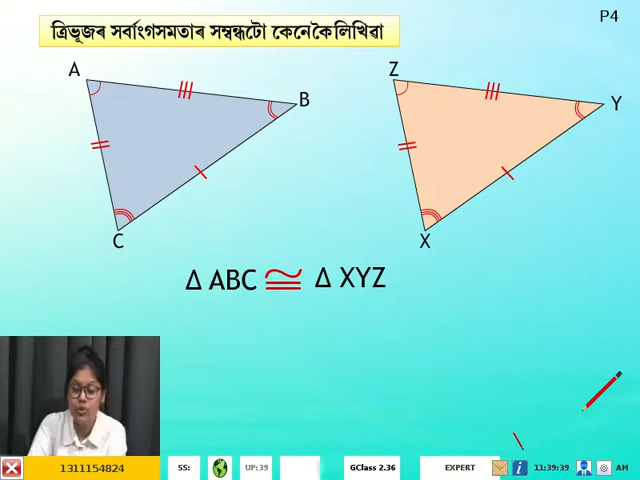 P4
ত্ৰিভূজৰ সৰ্বাংগসমতাৰ সম্বন্ধটো কেনেকৈ লিখিৱা
A
B
C
Z
Y
X
Δ ABC ≅ Δ XYZ
1311154824
SS:
UP:39
GClass 2.36
EXPERT
11:39:39
AM